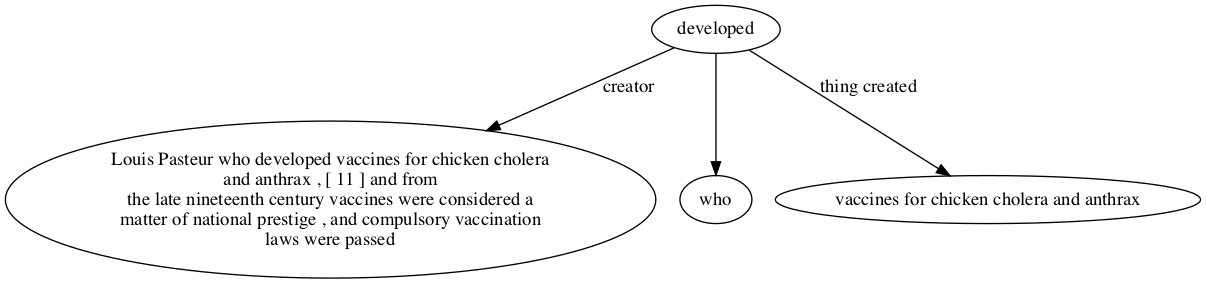 developed
creator
thing created
Louis Pasteur who developed vaccines for chicken cholera
and anthrax , [ 11 ] and from
the late nineteenth century vaccines were considered a
matter of national prestige , and compulsory vaccination
laws were passed
who
vaccines for chicken cholera and anthrax